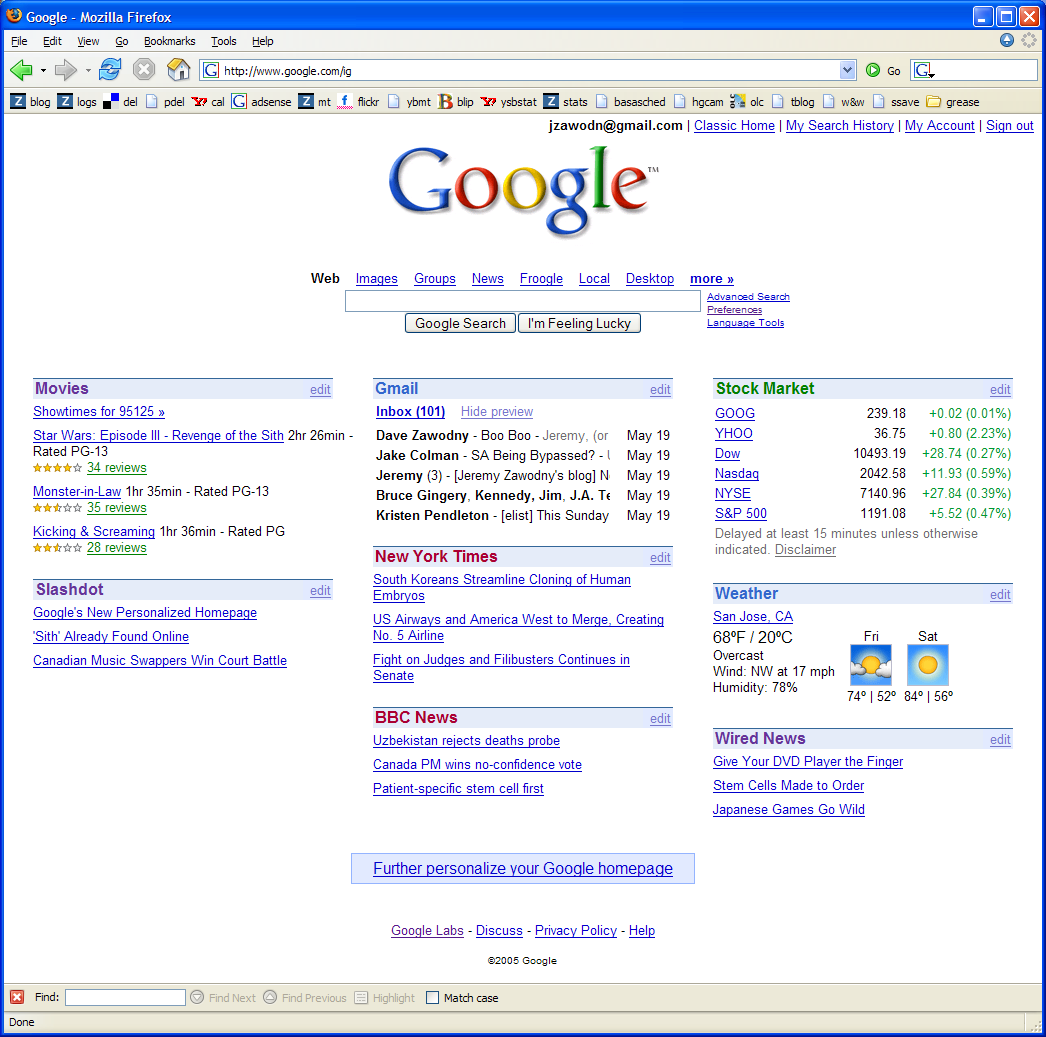 Google - Mozilla Firefox
File Edit View Go Bookmarks Tools Help
http://www.google.com/ig Go
blog logs del pdel cal adsense mt flickr ybmt blip ysbstat stats basasched hgcam olc tblog w&w ssave grease
jzawodn@gmail.com | Classic Home | My Search History | My Account | Sign out
Google™
Web Images Groups News Froogle Local Desktop more »
Advanced Search
Preferences
Language Tools
Google Search I'm Feeling Lucky
Movies edit
Showtimes for 95125 »
Star Wars: Episode III - Revenge of the Sith 2hr 26min -
Rated PG-13
34 reviews
Monster-in-Law 1hr 35min - Rated PG-13
35 reviews
Kicking & Screaming 1hr 36min - Rated PG
28 reviews
Slashdot edit
Google's New Personalized Homepage
'Sith' Already Found Online
Canadian Music Swappers Win Court Battle
Gmail edit
Inbox (101) Hide preview
Dave Zawodny - Boo Boo - Jeremy, (or May 19
Jake Colman - SA Being Bypassed? - May 19
Jeremy (3) - [Jeremy Zawodny's blog] May 19
Bruce Gingery, Kennedy, Jim, J.A. Te May 19
Kristen Pendleton - [elist] This Sunday May 19
New York Times edit
South Koreans Streamline Cloning of Human
Embryos
US Airways and America West to Merge, Creating
No. 5 Airline
Fight on Judges and Filibusters Continues in
Senate
BBC News edit
Uzbekistan rejects deaths probe
Canada PM wins no-confidence vote
Patient-specific stem cell first
Stock Market edit
GOOG 239.18 +0.02 (0.01%)
YHOO 36.75 +0.80 (2.23%)
Dow 10493.19 +28.74 (0.27%)
Nasdaq 2042.58 +11.93 (0.59%)
NYSE 7140.96 +27.84 (0.39%)
S&P 500 1191.08 +5.52 (0.47%)
Delayed at least 15 minutes unless otherwise
indicated. Disclaimer
Weather edit
San Jose, CA
68ºF / 20ºC Fri Sat
Overcast
Wind: NW at 17 mph
Humidity: 78%
74º | 52º 84º | 56º
Wired News edit
Give Your DVD Player the Finger
Stem Cells Made to Order
Japanese Games Go Wild
Further personalize your Google homepage
Google Labs - Discuss - Privacy Policy - Help
©2005 Google
Find: Find Next Find Previous Highlight Match case
Done